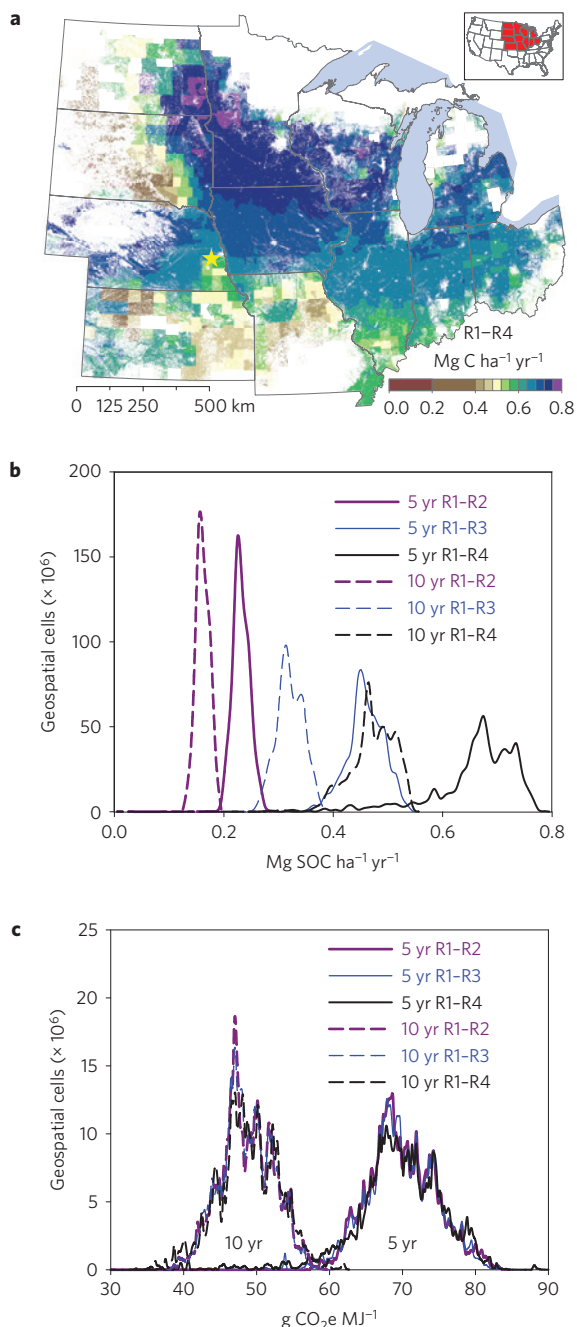 a
R1–R4
Mg C ha⁻¹ yr⁻¹
0 125 250 500 km
0.0 0.2 0.4 0.6 0.8
b
200
150
100
50
0
Geospatial cells (× 10⁶)
5 yr R1–R2
5 yr R1–R3
5 yr R1–R4
10 yr R1–R2
10 yr R1–R3
10 yr R1–R4
0.0 0.2 0.4 0.6 0.8
Mg SOC ha⁻¹ yr⁻¹
c
25
20
15
10
5
0
Geospatial cells (× 10⁶)
5 yr R1–R2
5 yr R1–R3
5 yr R1–R4
10 yr R1–R2
10 yr R1–R3
10 yr R1–R4
10 yr
5 yr
30 40 50 60 70 80 90
g CO₂e MJ⁻¹